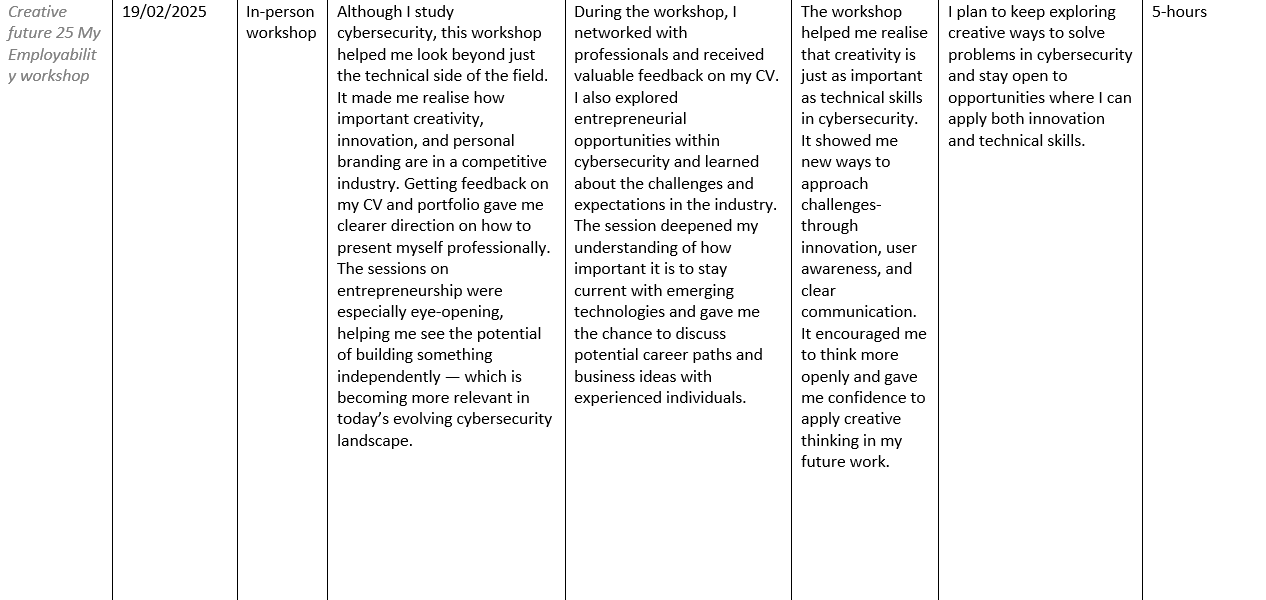 Creative
future 25 My
Employabilit
y workshop
19/02/2025
In-person
workshop
Although I study
cybersecurity, this workshop
helped me look beyond just
the technical side of the field.
It made me realise how
important creativity,
innovation, and personal
branding are in a competitive
industry. Getting feedback on
my CV and portfolio gave me
clearer direction on how to
present myself professionally.
The sessions on
entrepreneurship were
especially eye-opening,
helping me see the potential
of building something
independently — which is
becoming more relevant in
today’s evolving cybersecurity
landscape.
During the workshop, I
networked with
professionals and received
valuable feedback on my CV.
I also explored
entrepreneurial
opportunities within
cybersecurity and learned
about the challenges and
expectations in the industry.
The session deepened my
understanding of how
important it is to stay
current with emerging
technologies and gave me
the chance to discuss
potential career paths and
business ideas with
experienced individuals.
The workshop
helped me realise
that creativity is
just as important
as technical skills
in cybersecurity.
It showed me
new ways to
approach
challenges-
through
innovation, user
awareness, and
clear
communication.
It encouraged me
to think more
openly and gave
me confidence to
apply creative
thinking in my
future work.
I plan to keep exploring
creative ways to solve
problems in cybersecurity
and stay open to
opportunities where I can
apply both innovation
and technical skills.
5-hours